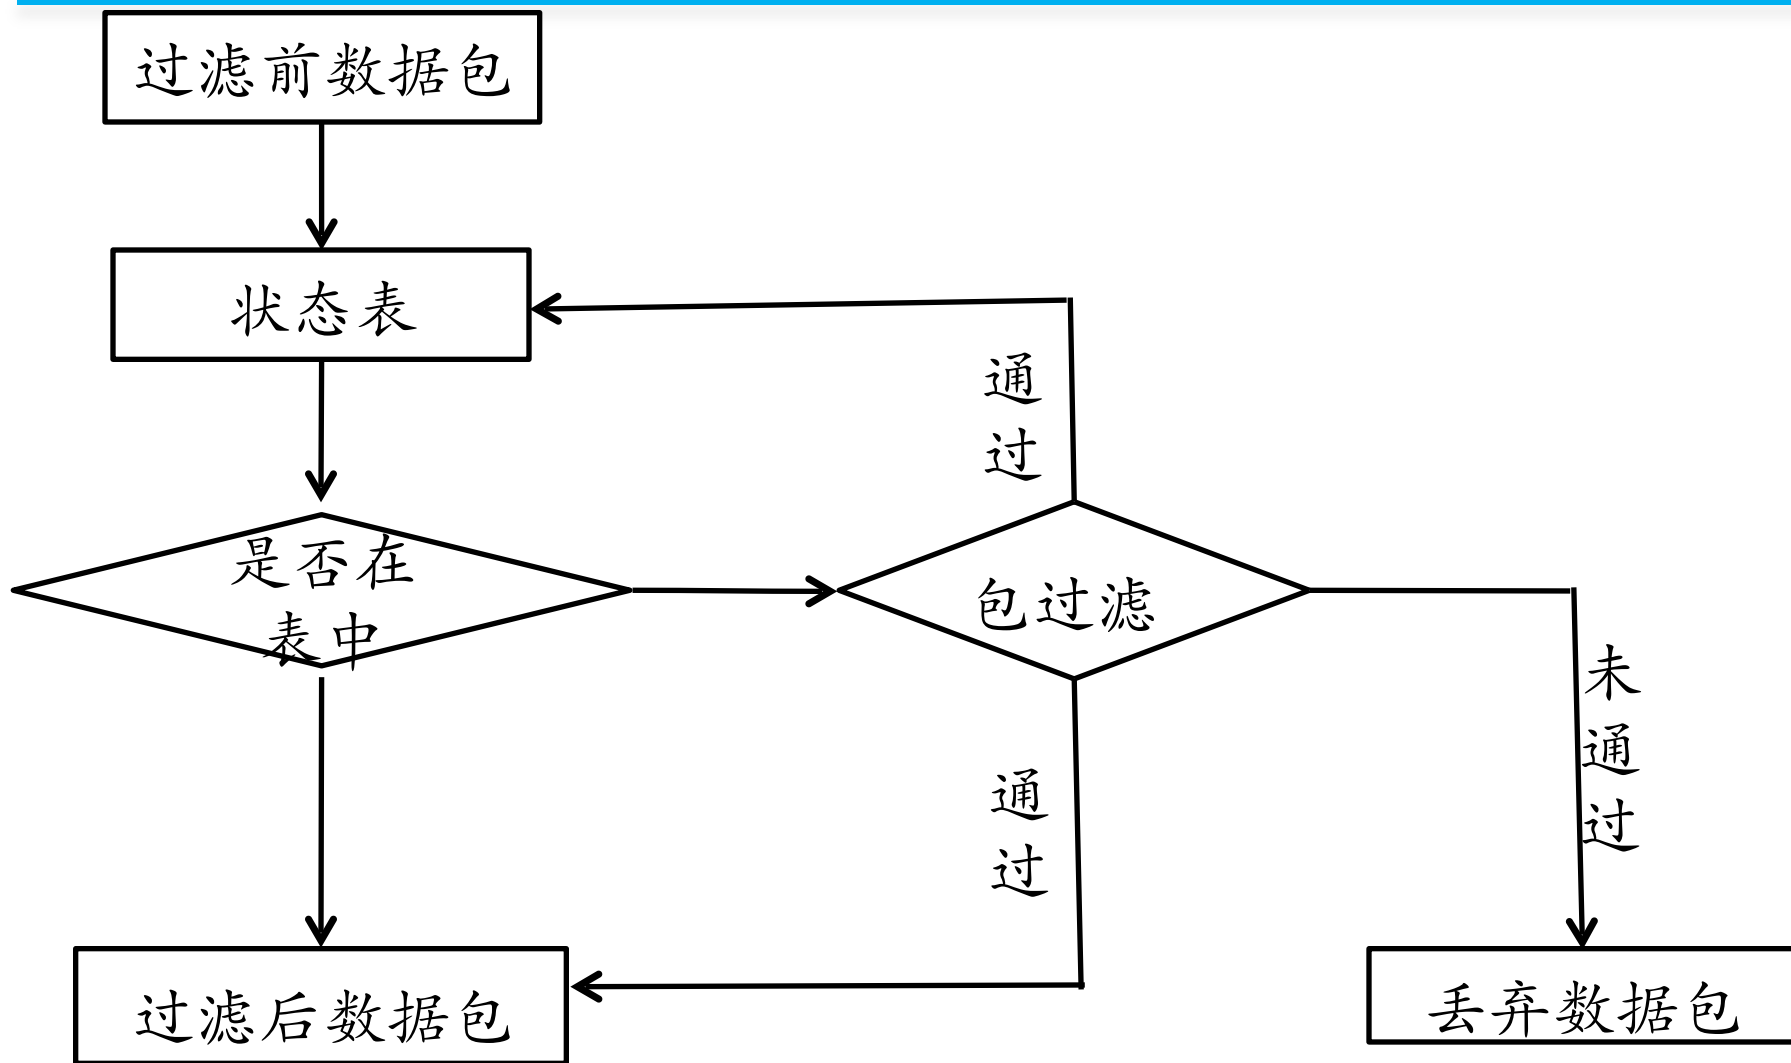 过滤前数据包
状态表
通
过
是否在
表中
包过滤
未
通
过
通
过
过滤后数据包
丢弃数据包